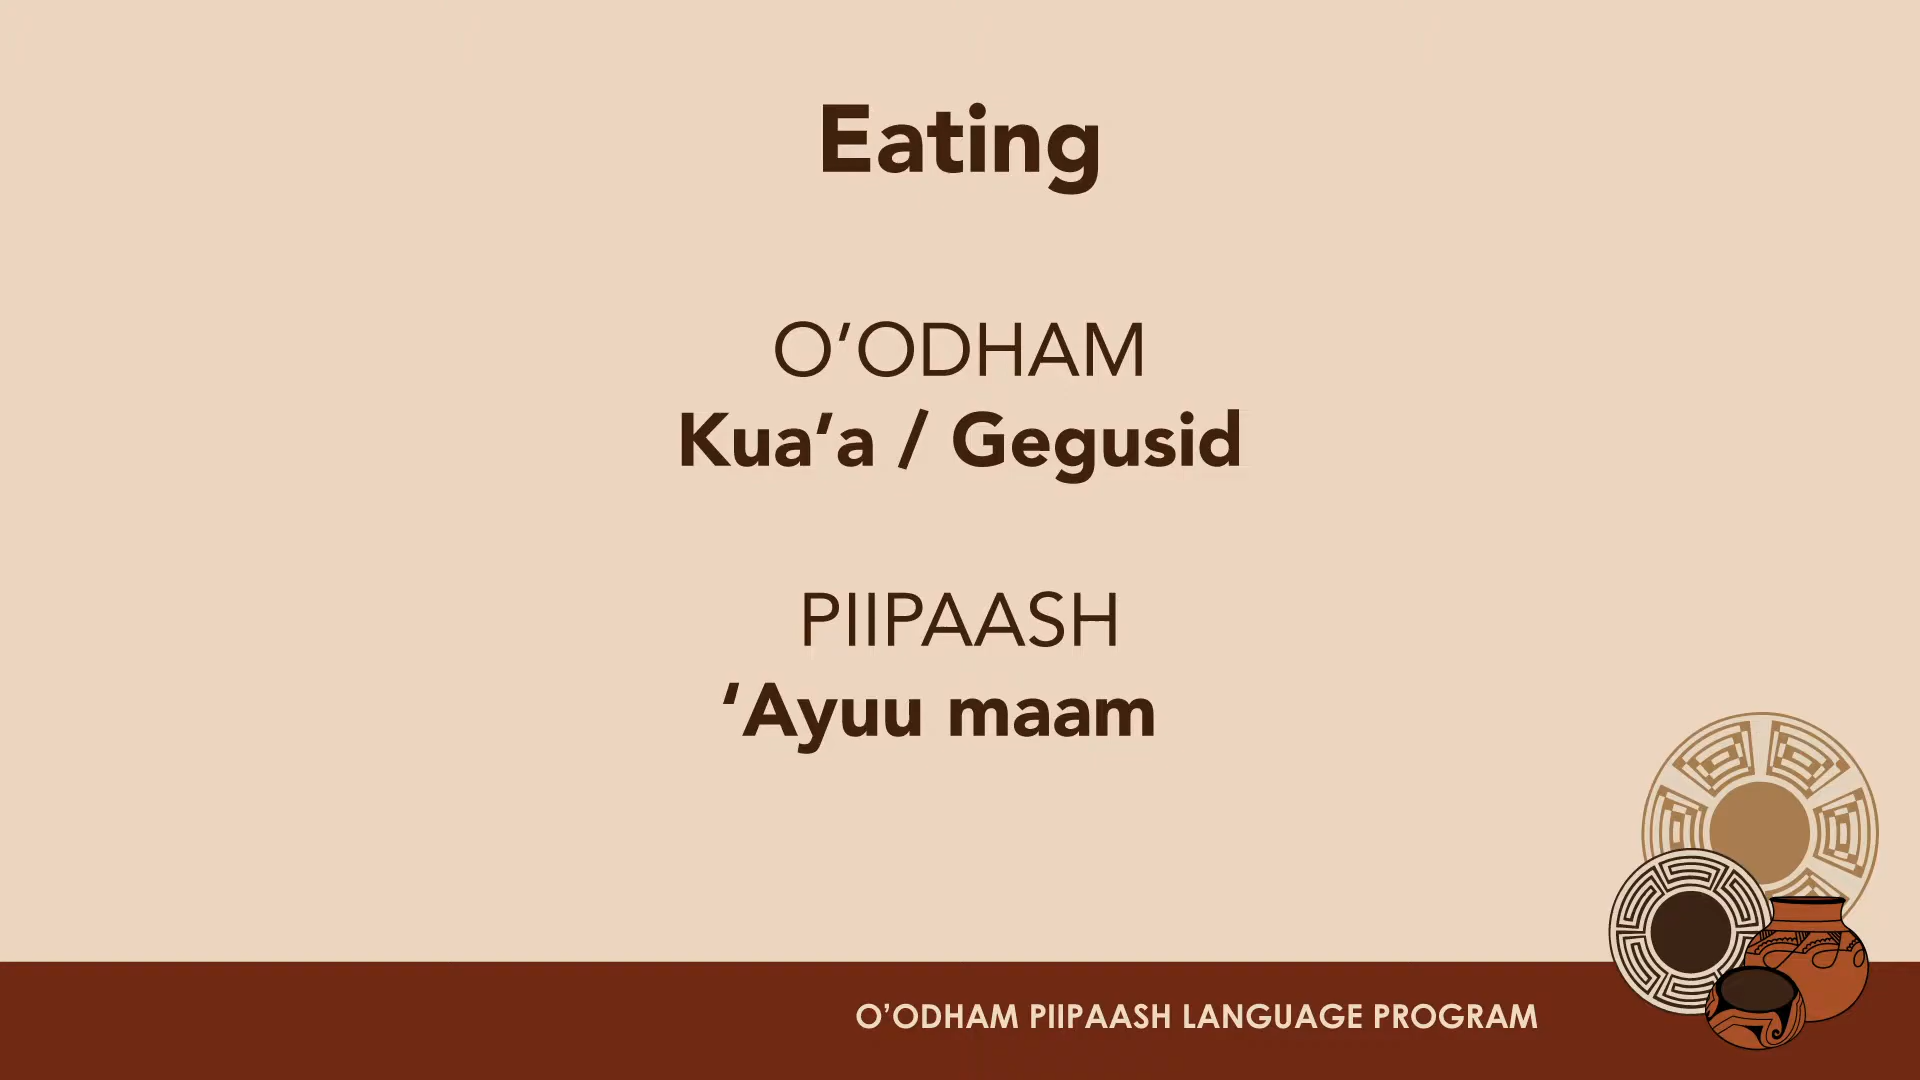 Eating
O’ODHAM
Kua’a / Gegusid
PIIPAASH
‘Ayuu maam
O’ODHAM PIIPAASH LANGUAGE PROGRAM